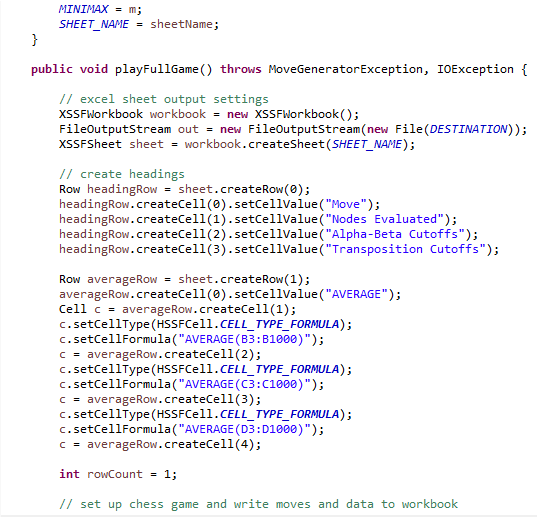 MINIMAX = m;
SHEET_NAME = sheetName;
}
public void playFullGame() throws MoveGeneratorException, IOException {
// excel sheet output settings
XSSFWorkbook workbook = new XSSFWorkbook();
FileOutputStream out = new FileOutputStream(new File(DESTINATION));
XSSFSheet sheet = workbook.createSheet(SHEET_NAME);
// create headings
Row headingRow = sheet.createRow(0);
headingRow.createCell(0).setCellValue("Move");
headingRow.createCell(1).setCellValue("Nodes Evaluated");
headingRow.createCell(2).setCellValue("Alpha-Beta Cutoffs");
headingRow.createCell(3).setCellValue("Transposition Cutoffs");
Row averageRow = sheet.createRow(1);
averageRow.createCell(0).setCellValue("AVERAGE");
Cell c = averageRow.createCell(1);
c.setCellType(HSSFCell.CELL_TYPE_FORMULA);
c.setCellFormula("AVERAGE(B3:B1000)");
c = averageRow.createCell(2);
c.setCellType(HSSFCell.CELL_TYPE_FORMULA);
c.setCellFormula("AVERAGE(C3:C1000)");
c = averageRow.createCell(3);
c.setCellType(HSSFCell.CELL_TYPE_FORMULA);
c.setCellFormula("AVERAGE(D3:D1000)");
c = averageRow.createCell(4);
int rowCount = 1;
// set up chess game and write moves and data to workbook